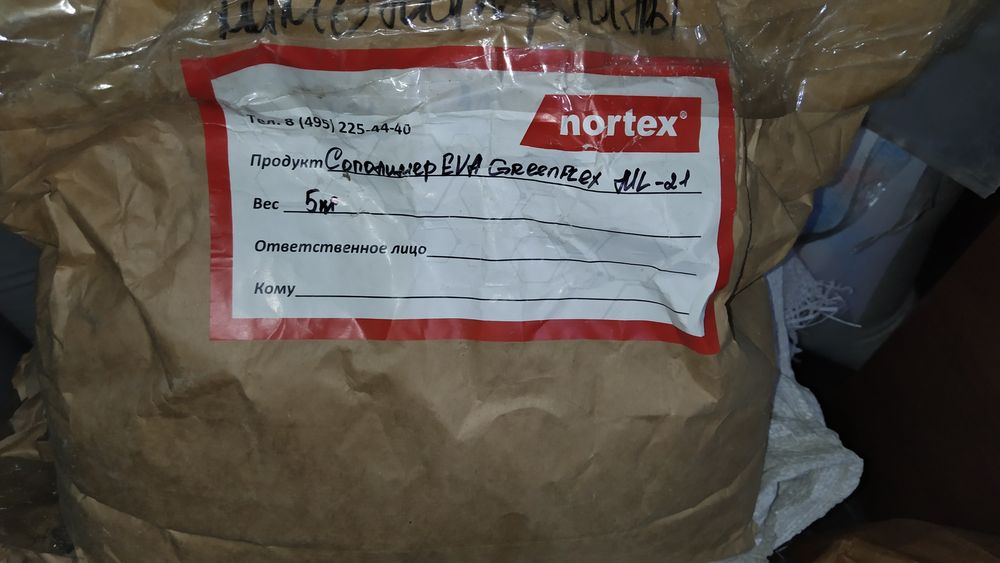 Тел. 8 (495) 225-44-40
nortex®
Продукт Сополимер EVA GREENFLEX ML-21
Вес 5кг
Ответственное лицо
Кому